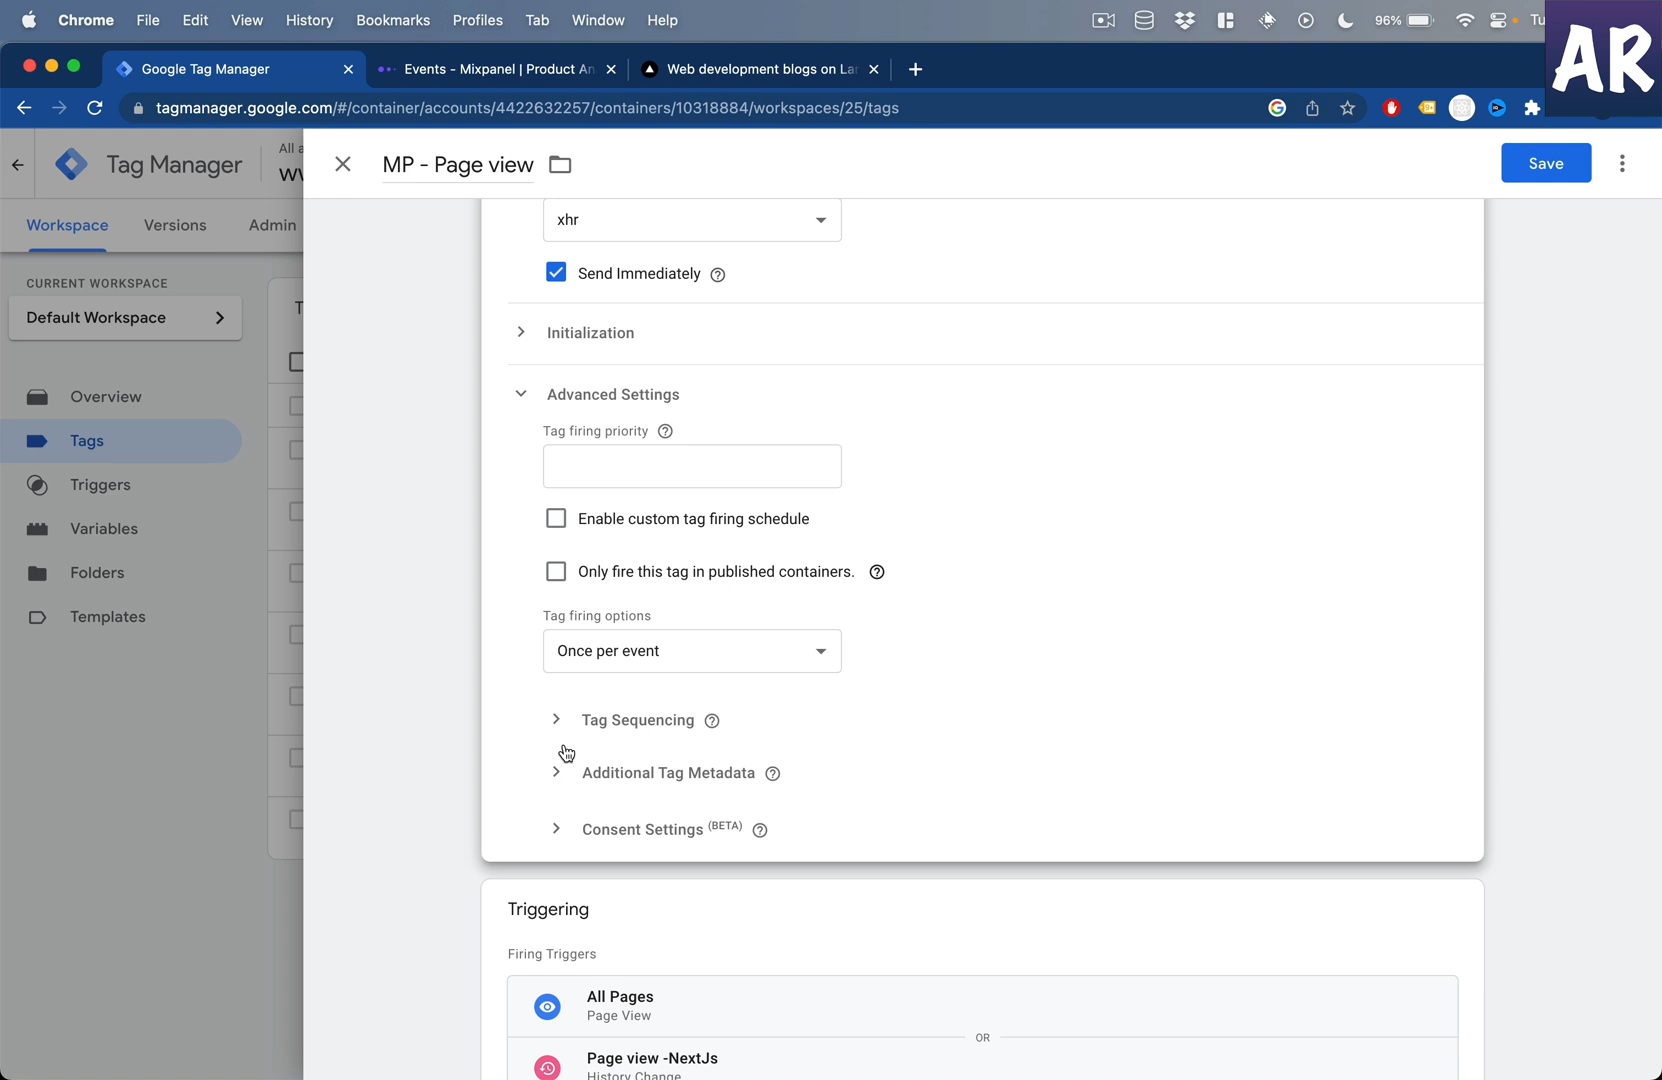 Chrome File Edit View History Bookmarks Profiles Tab Window Help 96% Tu
AR
Google Tag Manager Events - Mixpanel | Product An Web development blogs on Lar
tagmanager.google.com/#/container/accounts/4422632257/containers/10318884/workspaces/25/tags
Tag Manager All a
MP - Page view Save
Workspace Versions Admin
xhr
Send Immediately
CURRENT WORKSPACE
Default Workspace
Initialization
Advanced Settings
Overview
Tags
Triggers
Variables
Folders
Templates
Tag firing priority
Enable custom tag firing schedule
Only fire this tag in published containers.
Tag firing options
Once per event
Tag Sequencing
Additional Tag Metadata
Consent Settings (BETA)
Triggering
Firing Triggers
All Pages
Page View
OR
Page view -NextJs
History Change